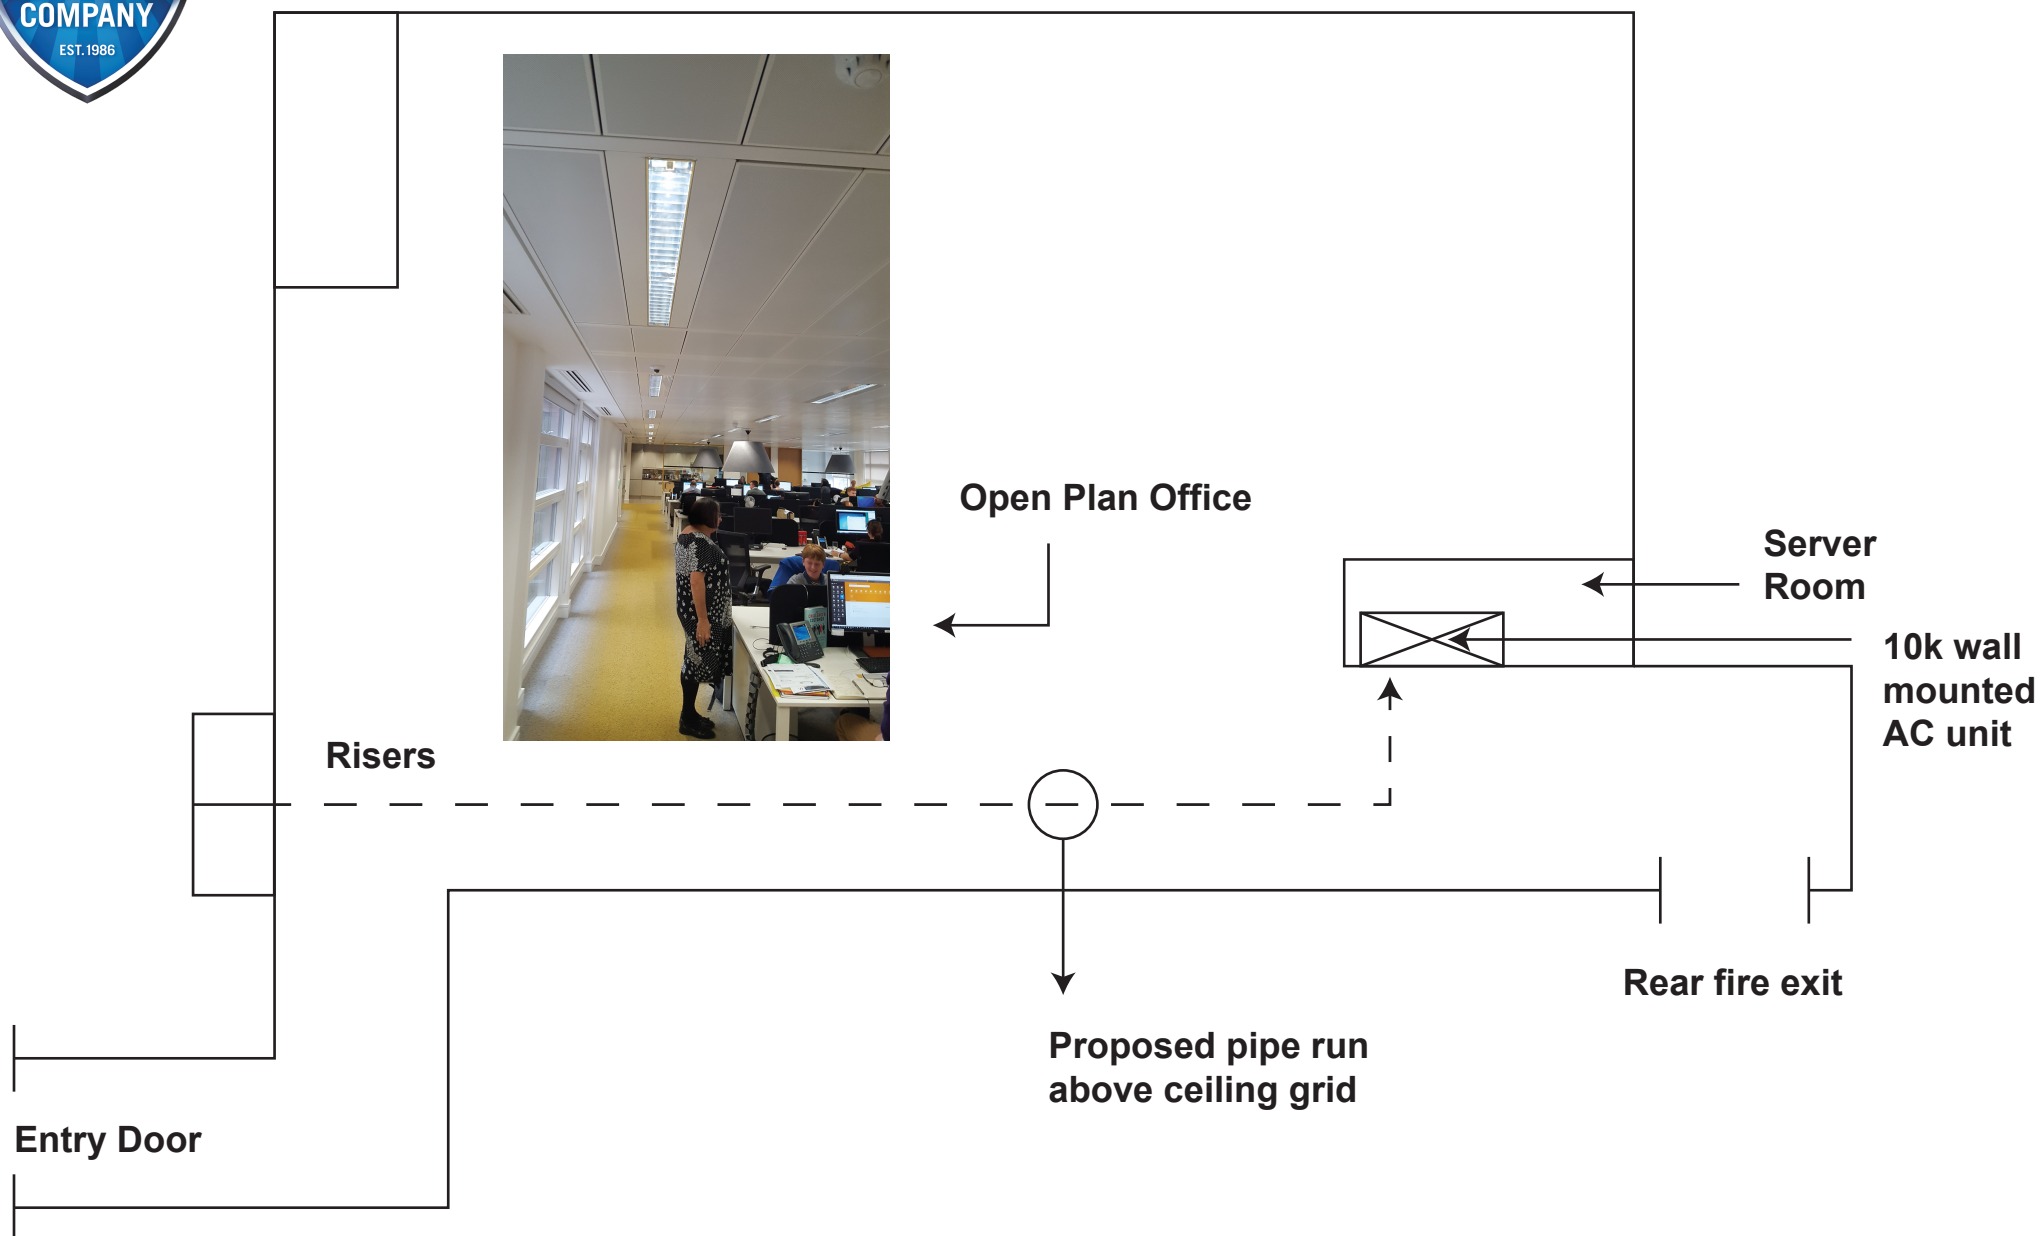 COMPANY
EST. 1986
Open Plan Office
Server
Room
10k wall
mounted
AC unit
Risers
Rear fire exit
Proposed pipe run
above ceiling grid
Entry Door